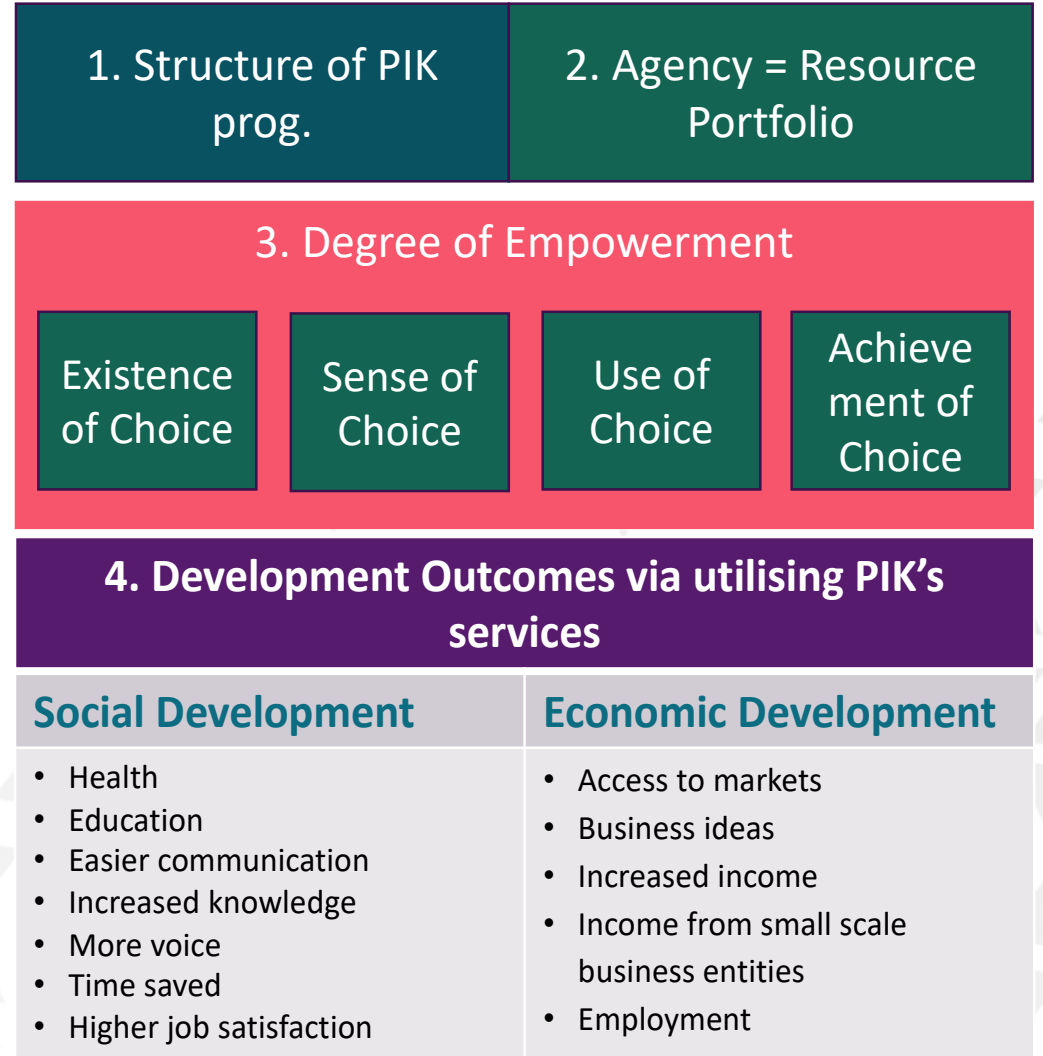 1. Structure of PIK
prog.
2. Agency = Resource
Portfolio
3. Degree of Empowerment
Existence
of Choice
Sense of
Choice
Use of
Choice
Achieve
ment of
Choice
4. Development Outcomes via utilising PIK’s
services
Social Development
• Health
• Education
• Easier communication
• Increased knowledge
• More voice
• Time saved
• Higher job satisfaction
Economic Development
• Access to markets
• Business ideas
• Increased income
• Income from small scale
business entities
• Employment